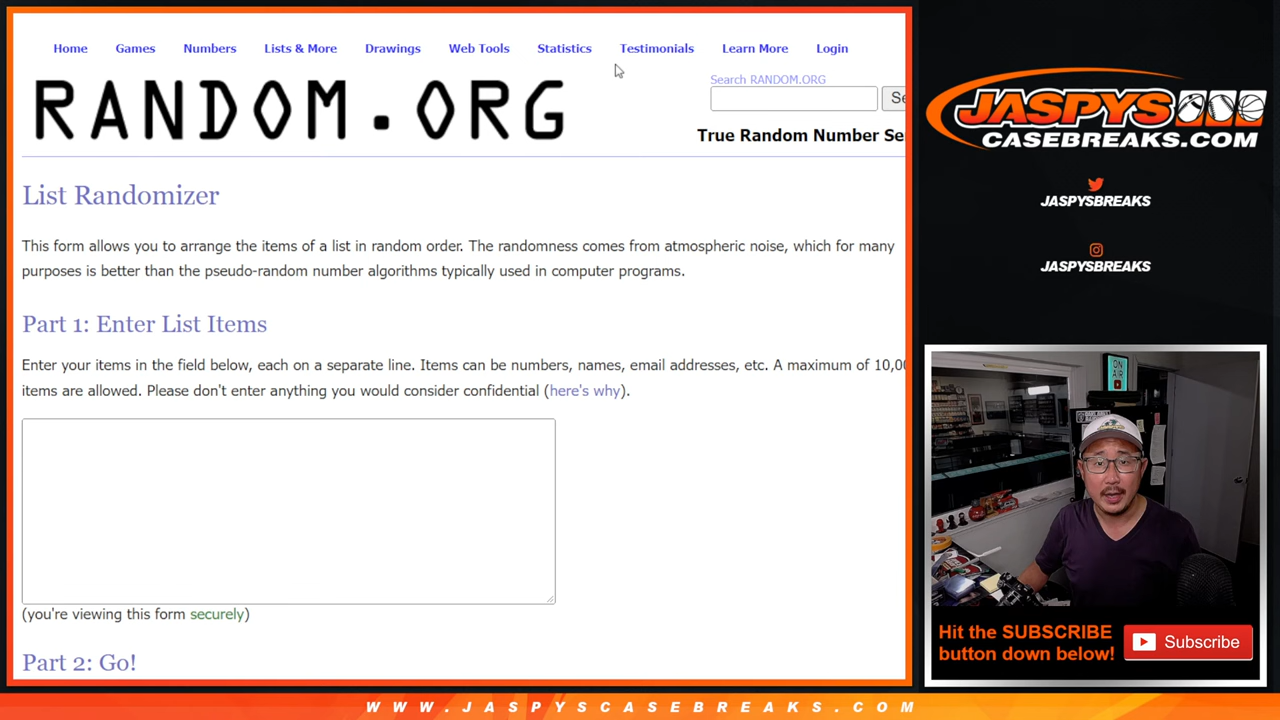 Home Games Numbers Lists & More Drawings Web Tools Statistics Testimonials Learn More Login
RANDOM.ORG
Search RANDOM.ORG
True Random Number Se
List Randomizer
This form allows you to arrange the items of a list in random order. The randomness comes from atmospheric noise, which for many
purposes is better than the pseudo-random number algorithms typically used in computer programs.
Part 1: Enter List Items
Enter your items in the field below, each on a separate line. Items can be numbers, names, email addresses, etc. A maximum of 10,00
items are allowed. Please don't enter anything you would consider confidential (here's why).
(you're viewing this form securely)
Part 2: Go!
JASPYS
CASEBREAKS.COM
JASPYSBREAKS
JASPYSBREAKS
ON
AIR
Hit the SUBSCRIBE
button down below!
Subscribe
WWW.JASPYSCASEBREAKS.COM